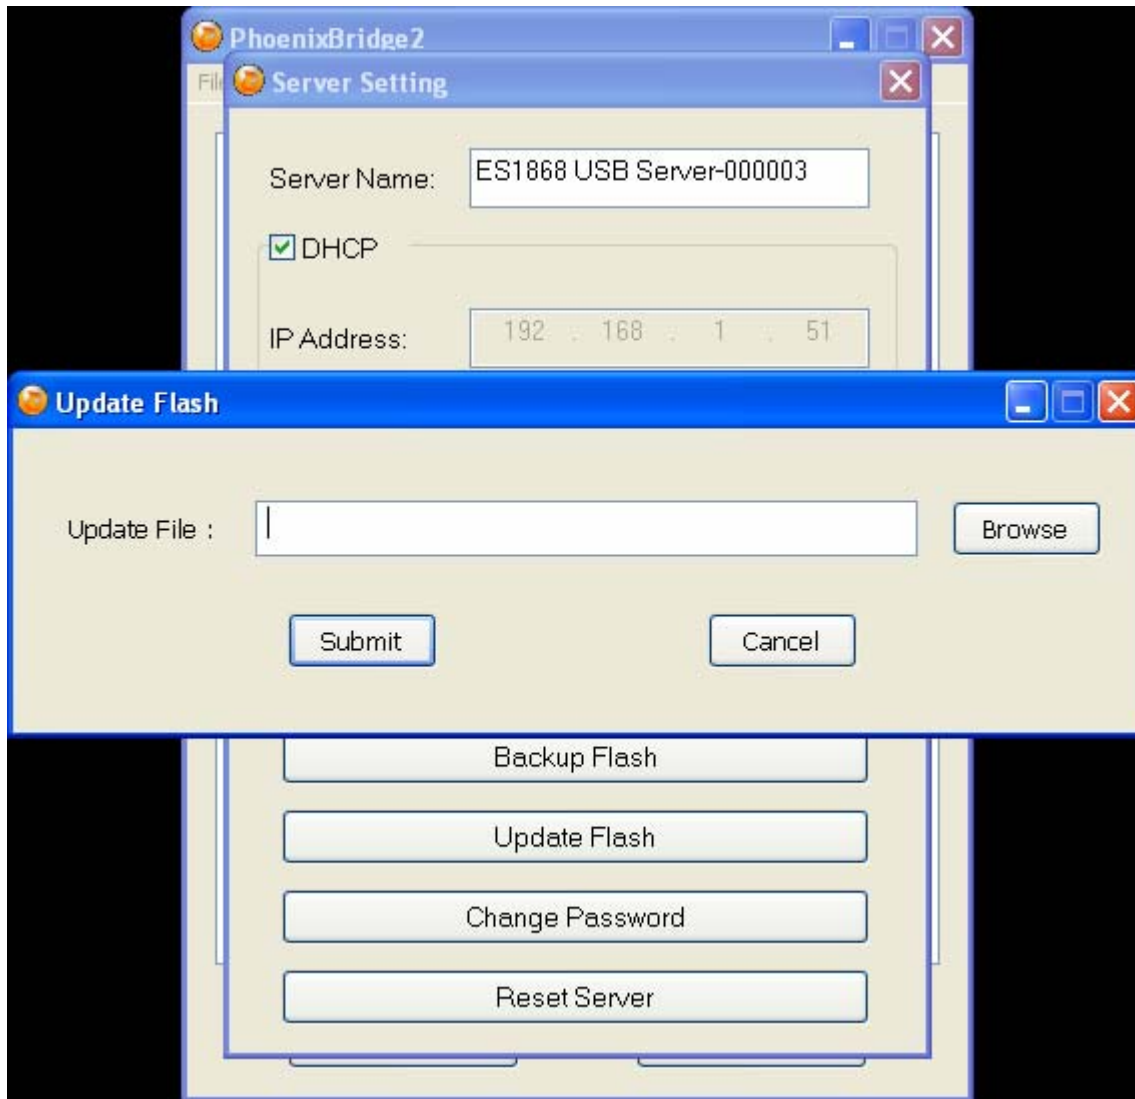 PhoenixBridge2
Fil
Server Setting
Server Name: ES1868 USB Server-000003
DHCP
IP Address: 192 . 168 . 1 . 51
Update Flash
Update File : Browse
Submit Cancel
Backup Flash
Update Flash
Change Password
Reset Server